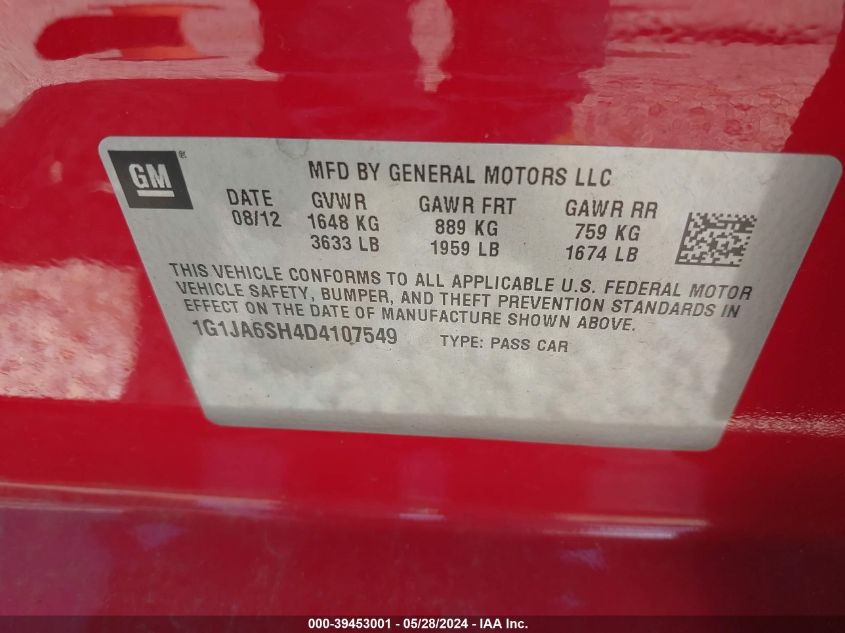 GM ®
MFD BY GENERAL MOTORS LLC
DATE GVWR GAWR FRT GAWR RR
08/12 1648 KG 889 KG 759 KG
3633 LB 1959 LB 1674 LB
THIS VEHICLE CONFORMS TO ALL APPLICABLE U.S. FEDERAL MOTOR
VEHICLE SAFETY, BUMPER, AND THEFT PREVENTION STANDARDS IN
EFFECT ON THE DATE OF MANUFACTURE SHOWN ABOVE.
1G1JA6SH4D4107549 TYPE: PASS CAR
000-39453001 - 05/28/2024 - IAA Inc.